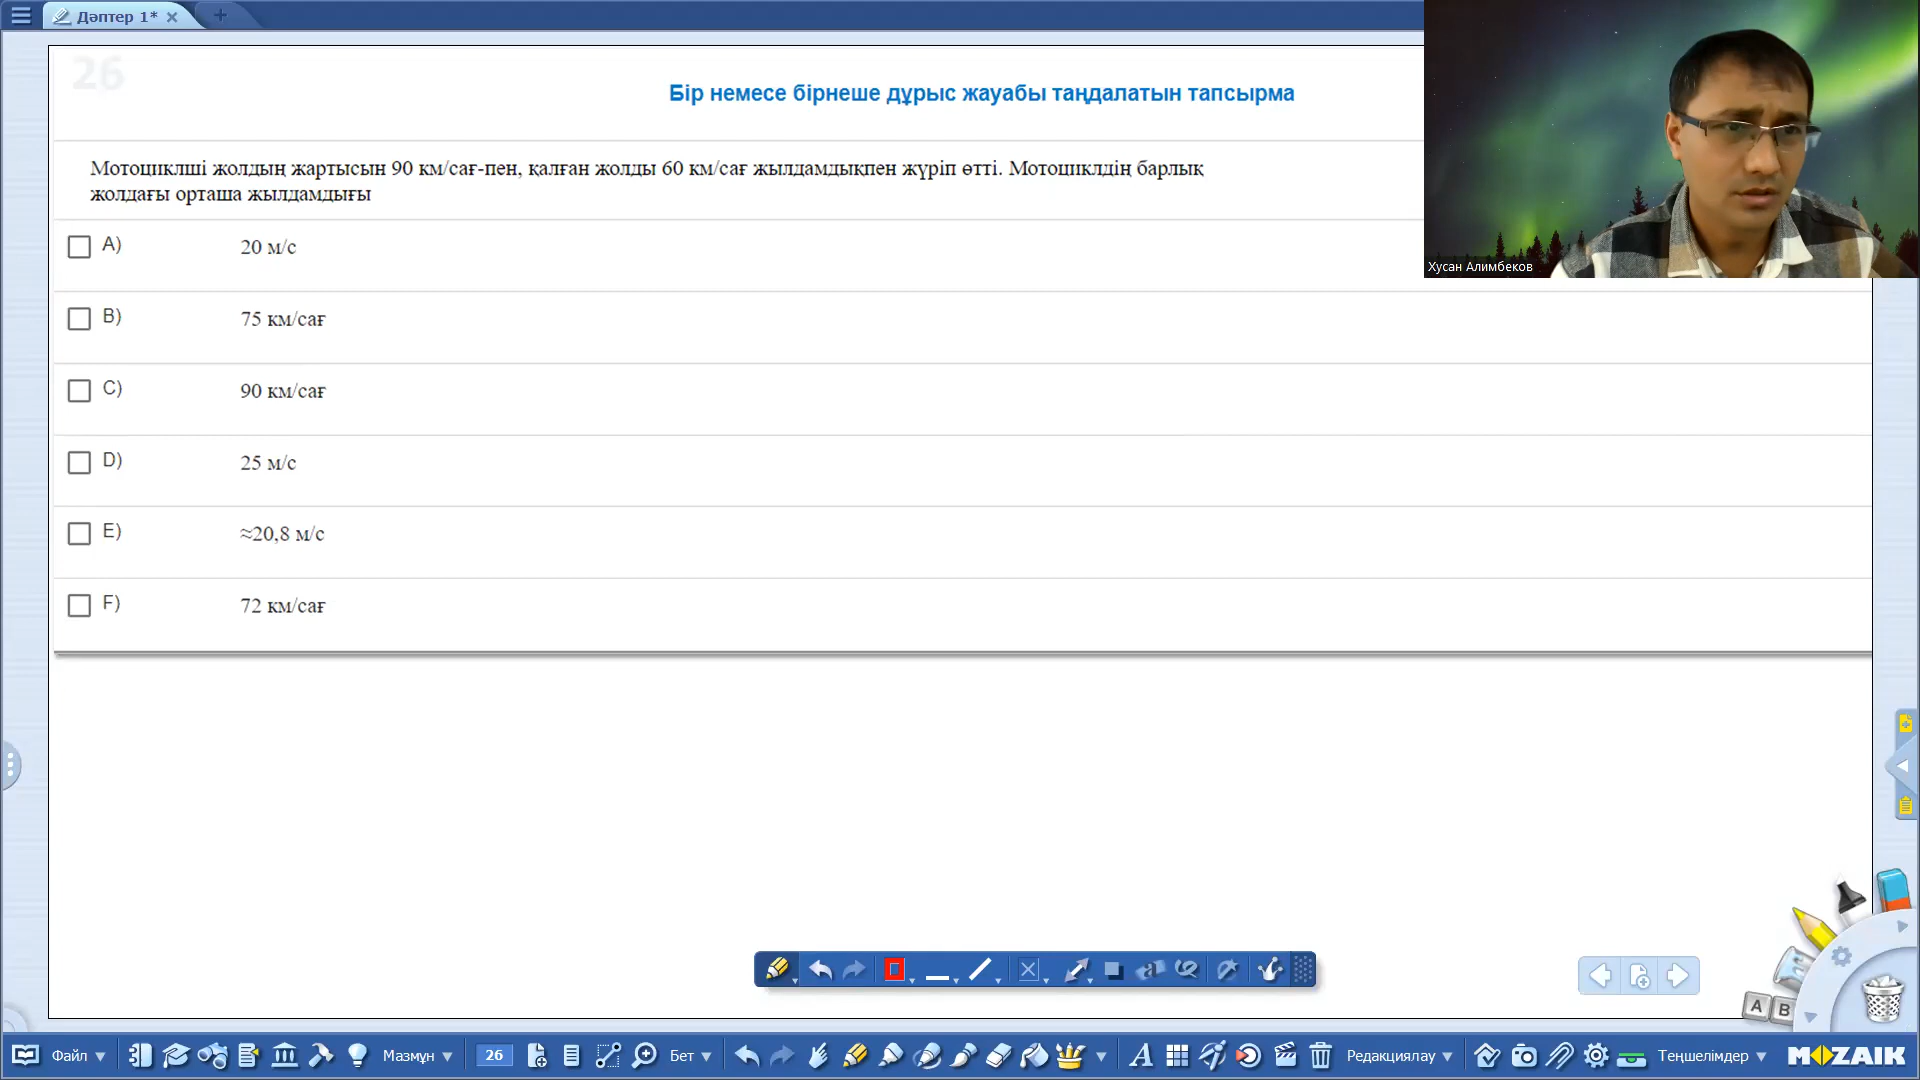 Дәптер 1*
26
Бір немесе бірнеше дұрыс жауабы таңдалатын тапсырма
Мотоциклші жолдың жартысын 90 км/сағ-пен, қалған жолды 60 км/сағ жылдамдықпен жүріп өтті. Мотоциклдің барлық
жолдағы орташа жылдамдығы
A) 20 м/с
B) 75 км/сағ
C) 90 км/сағ
D) 25 м/с
E) ≈20,8 м/с
F) 72 км/сағ
Хусан Алимбеков
A B
Файл Мазмұн 26 Бет Редакциялау Теңшелімдер MOZAIK